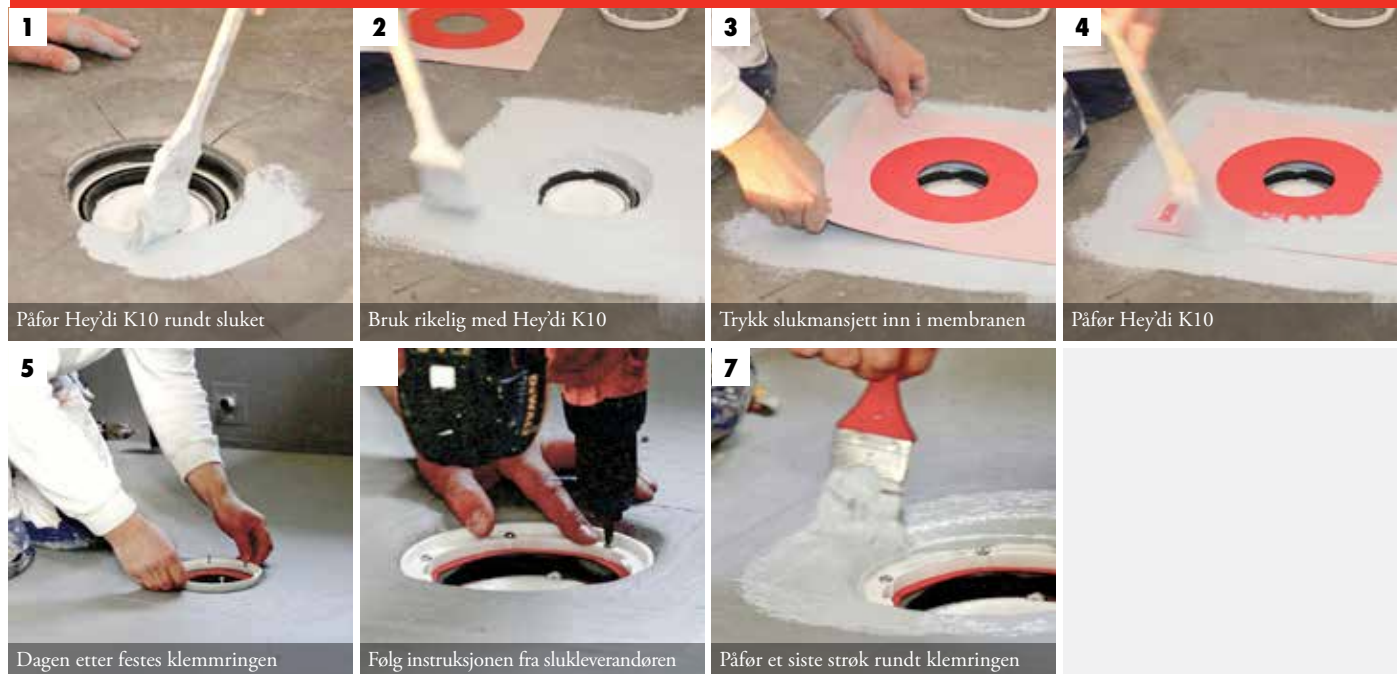 1
Påfør Hey’di K10 rundt sluket
2
Bruk rikelig med Hey’di K10
3
Trykk slukmansjett inn i membranen
4
Påfør Hey’di K10
5
Dagen etter festes klemmringen
DEWALT
Følg instruksjonen fra slukleverandøren
7
Påfør et siste strøk rundt klemringen